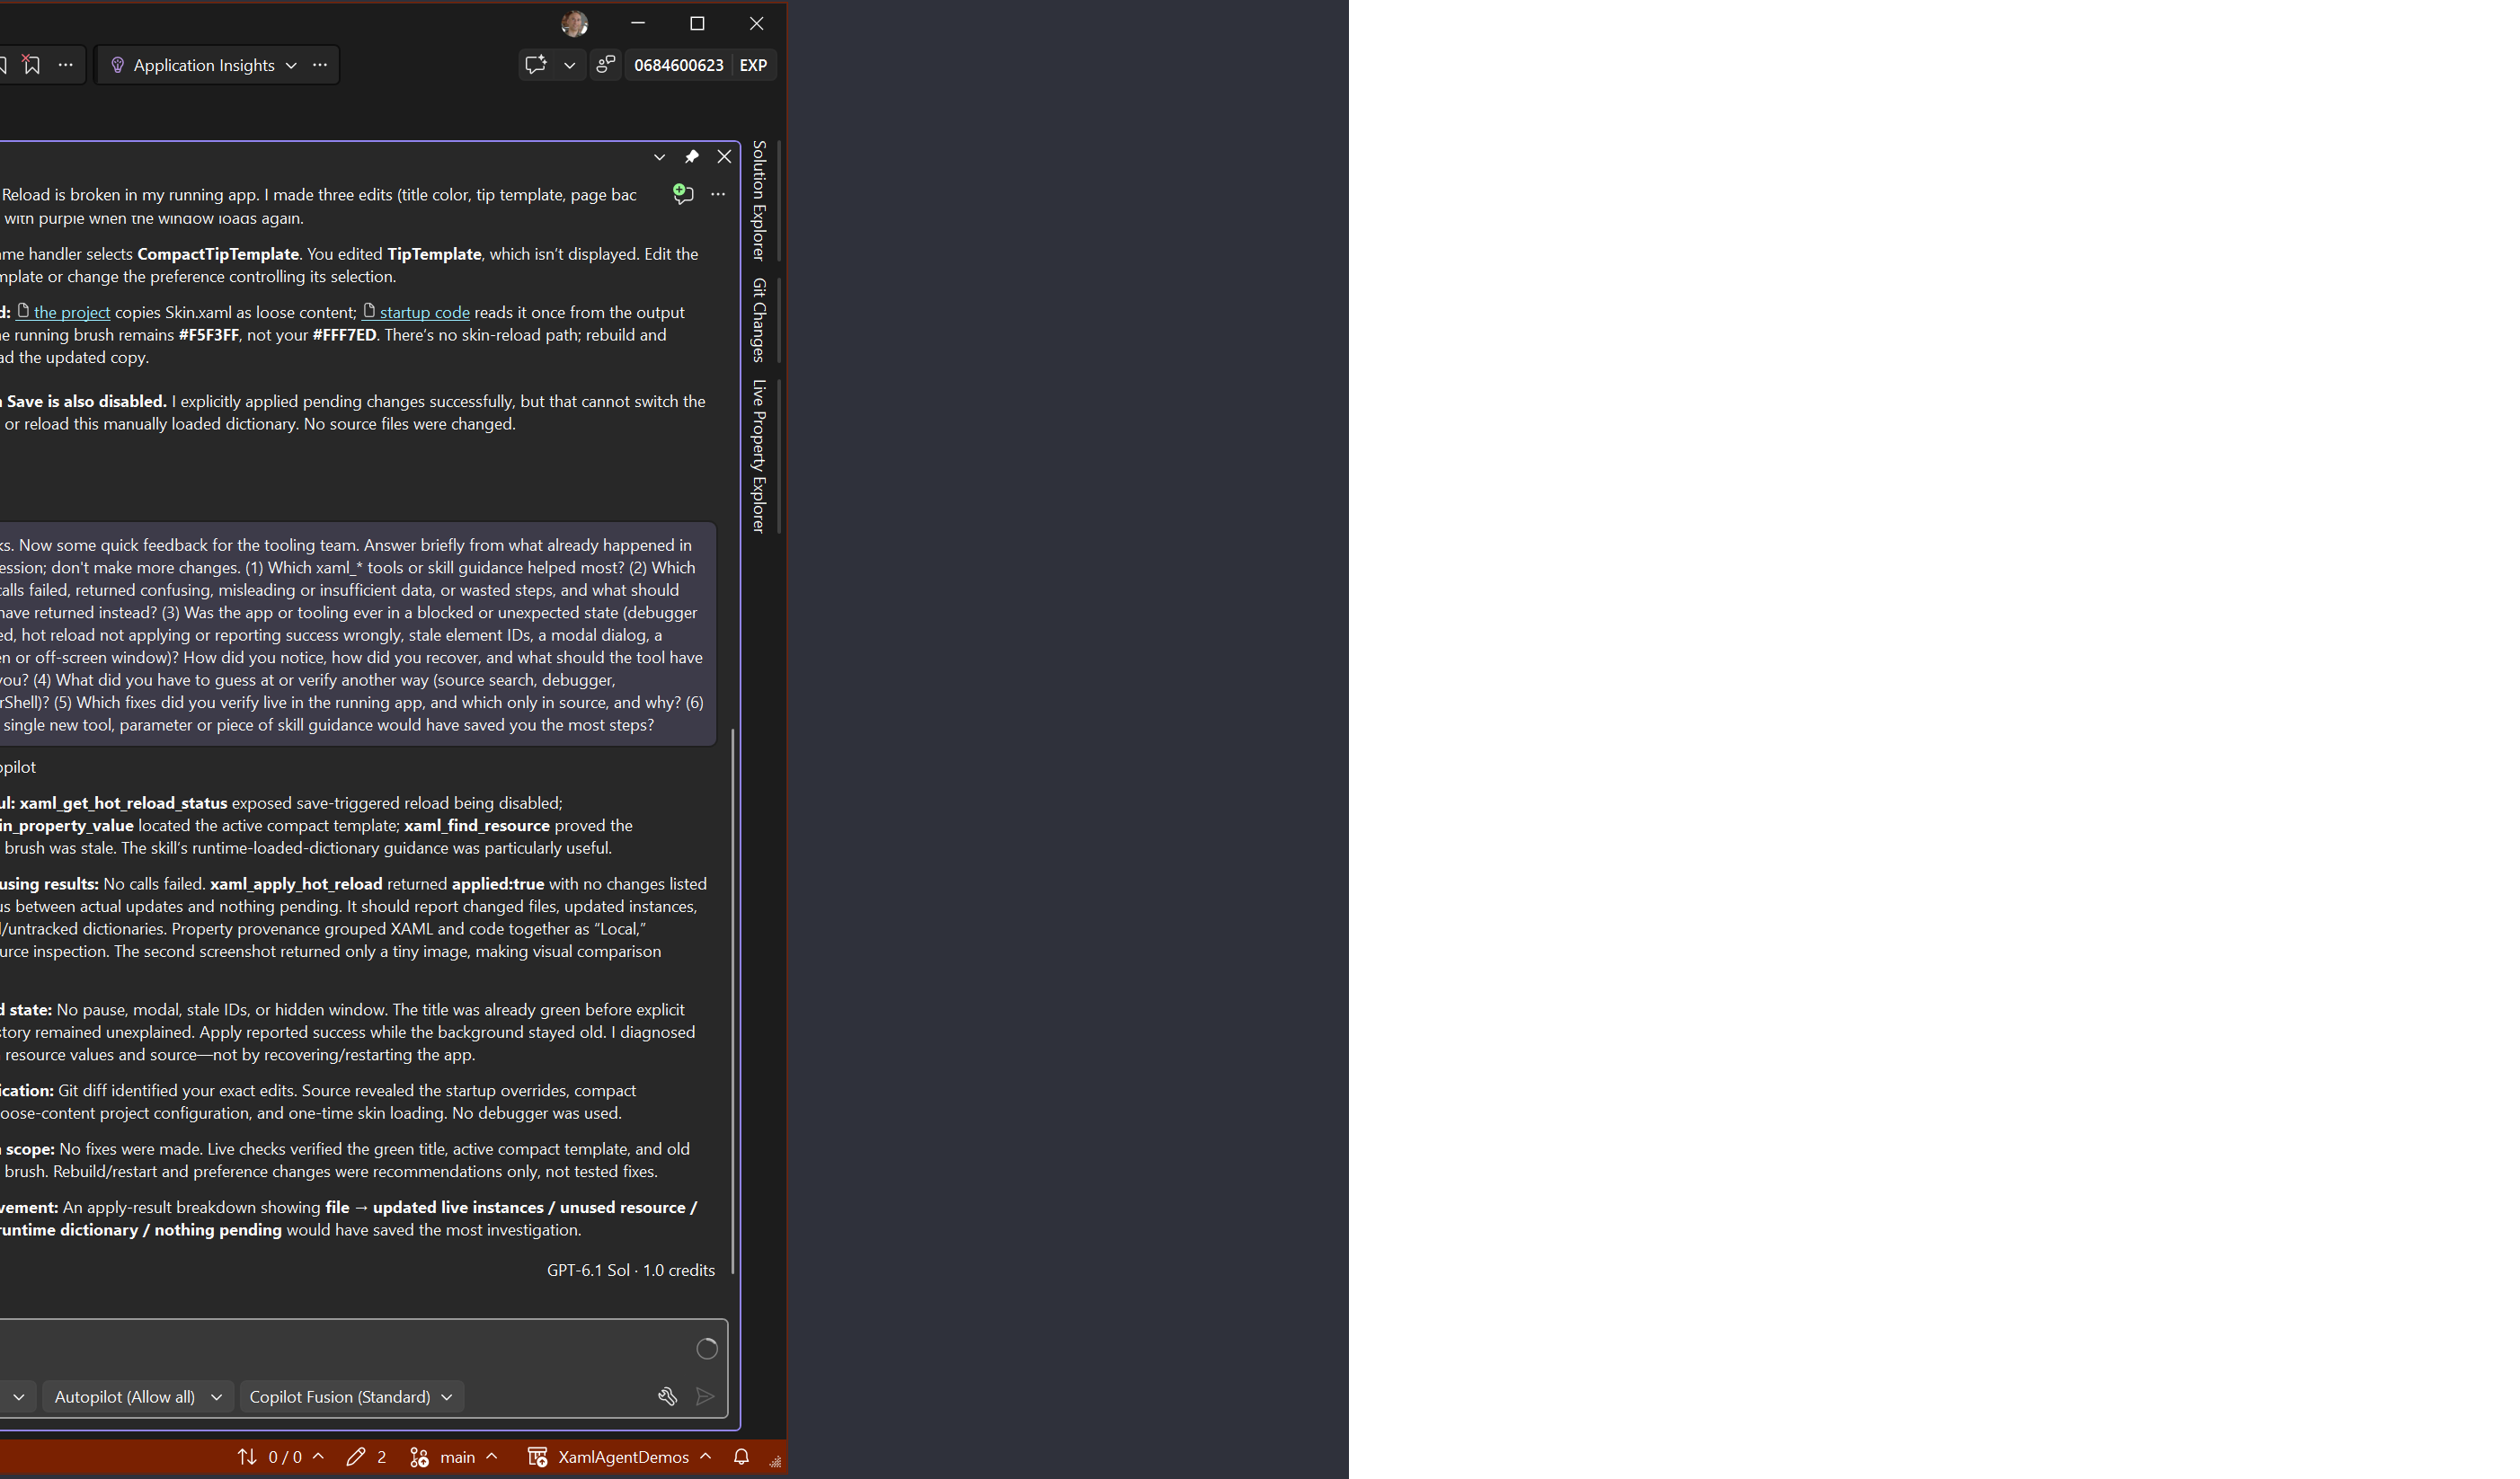 Application Insights
0684600623 EXP
Reload is broken in my running app. I made three edits (title color, tip template, page bac
with purple when the window loads again.
me handler selects CompactTipTemplate. You edited TipTemplate, which isn't displayed. Edit the
mplate or change the preference controlling its selection.
d: the project copies Skin.xaml as loose content; startup code reads it once from the output
e running brush remains #F5F3FF, not your #FFF7ED. There's no skin-reload path; rebuild and
ad the updated copy.
n Save is also disabled. I explicitly applied pending changes successfully, but that cannot switch the
or reload this manually loaded dictionary. No source files were changed.
Solution Explorer
Git Changes
Live Property Explorer
ks. Now some quick feedback for the tooling team. Answer briefly from what already happened in
ession; don't make more changes. (1) Which xaml_* tools or skill guidance helped most? (2) Which
calls failed, returned confusing, misleading or insufficient data, or wasted steps, and what should
have returned instead? (3) Was the app or tooling ever in a blocked or unexpected state (debugger
ed, hot reload not applying or reporting success wrongly, stale element IDs, a modal dialog, a
en or off-screen window)? How did you notice, how did you recover, and what should the tool have
you? (4) What did you have to guess at or verify another way (source search, debugger,
rShell)? (5) Which fixes did you verify live in the running app, and which only in source, and why? (6)
single new tool, parameter or piece of skill guidance would have saved you the most steps?
opilot
ul: xaml_get_hot_reload_status exposed save-triggered reload being disabled;
in_property_value located the active compact template; xaml_find_resource proved the
brush was stale. The skill's runtime-loaded-dictionary guidance was particularly useful.
using results: No calls failed. xaml_apply_hot_reload returned applied:true with no changes listed
us between actual updates and nothing pending. It should report changed files, updated instances,
/untracked dictionaries. Property provenance grouped XAML and code together as "Local,"
urce inspection. The second screenshot returned only a tiny image, making visual comparison
d state: No pause, modal, stale IDs, or hidden window. The title was already green before explicit
story remained unexplained. Apply reported success while the background stayed old. I diagnosed
resource values and source—not by recovering/restarting the app.
ication: Git diff identified your exact edits. Source revealed the startup overrides, compact
oose-content project configuration, and one-time skin loading. No debugger was used.
n scope: No fixes were made. Live checks verified the green title, active compact template, and old
brush. Rebuild/restart and preference changes were recommendations only, not tested fixes.
vement: An apply-result breakdown showing file → updated live instances / unused resource /
runtime dictionary / nothing pending would have saved the most investigation.
GPT-6.1 Sol · 1.0 credits
Autopilot (Allow all) Copilot Fusion (Standard)
0 / 0 2 main XamlAgentDemos